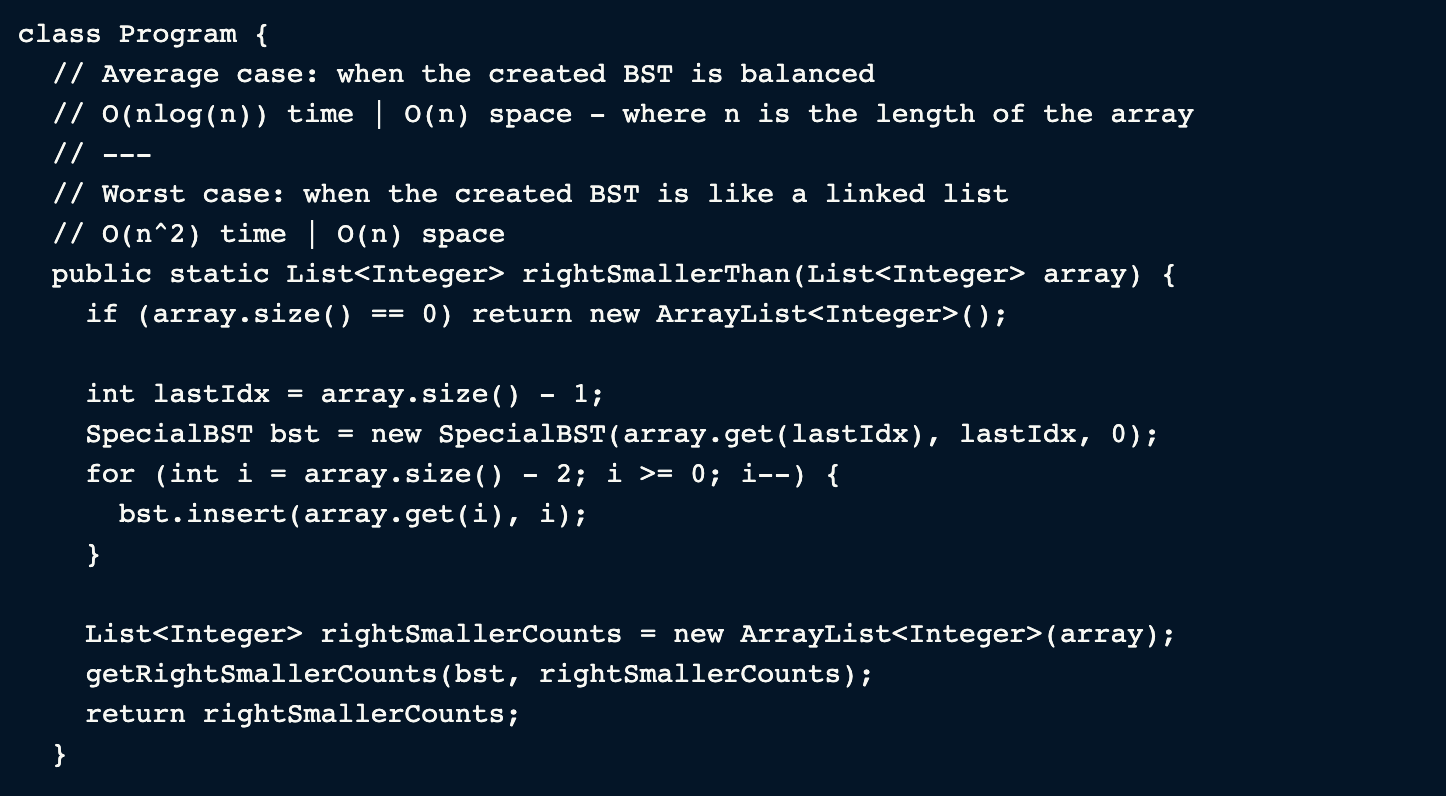 class Program {
  // Average case: when the created BST is balanced
  // O(nlog(n)) time | O(n) space - where n is the length of the array
  // ---
  // Worst case: when the created BST is like a linked list
  // O(n^2) time | O(n) space
  public static List<Integer> rightSmallerThan(List<Integer> array) {
    if (array.size() == 0) return new ArrayList<Integer>();

    int lastIdx = array.size() - 1;
    SpecialBST bst = new SpecialBST(array.get(lastIdx), lastIdx, 0);
    for (int i = array.size() - 2; i >= 0; i--) {
      bst.insert(array.get(i), i);
    }

    List<Integer> rightSmallerCounts = new ArrayList<Integer>(array);
    getRightSmallerCounts(bst, rightSmallerCounts);
    return rightSmallerCounts;
  }